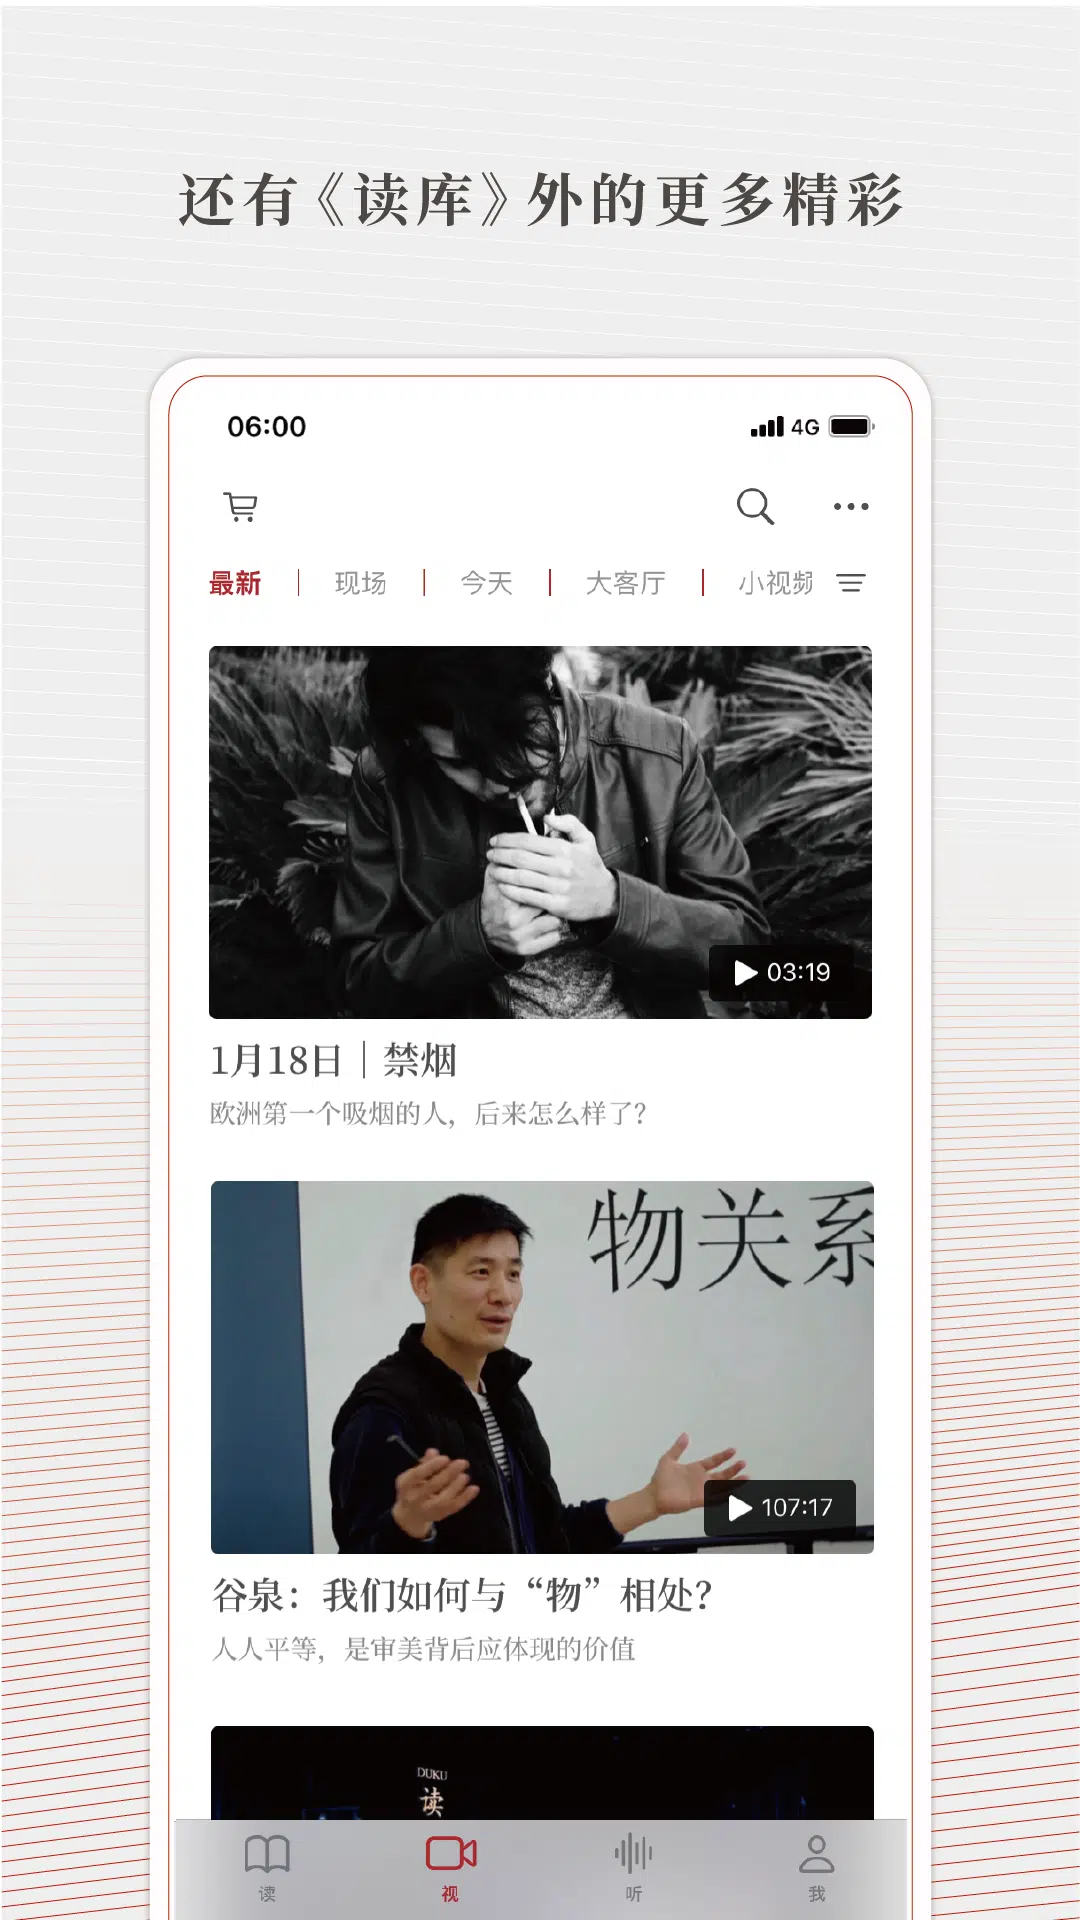 还有《读库》外的更多精彩
06:00 4G
最新 | 现场 | 今天 | 大客厅 | 小视频
03:19
1月18日｜禁烟
欧洲第一个吸烟的人，后来怎么样了？
物关系
107:17
谷泉：我们如何与“物”相处？
人人平等，是审美背后应体现的价值
DUKU
读
读 视 听 我